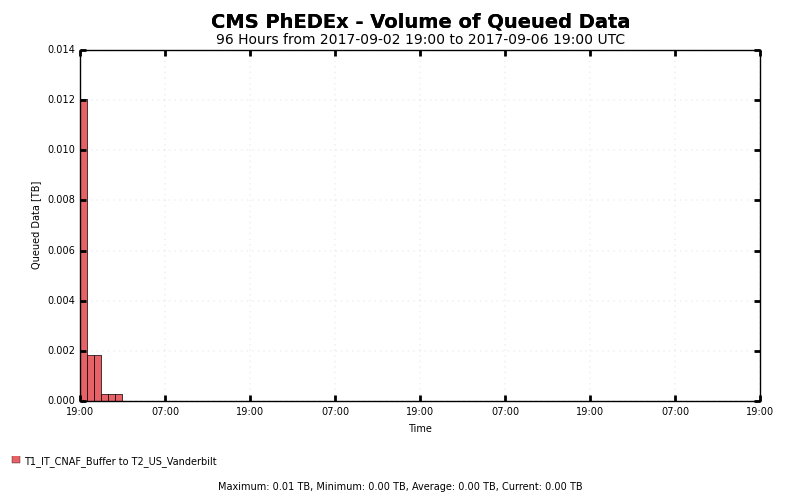 CMS PhEDEx - Volume of Queued Data
96 Hours from 2017-09-02 19:00 to 2017-09-06 19:00 UTC
0.014
0.012
0.010
0.008
0.006
0.004
0.002
0.000
Queued Data [TB]
19:00 07:00 19:00 07:00 19:00 07:00 19:00 07:00 19:00
Time
T1_IT_CNAF_Buffer to T2_US_Vanderbilt
Maximum: 0.01 TB, Minimum: 0.00 TB, Average: 0.00 TB, Current: 0.00 TB